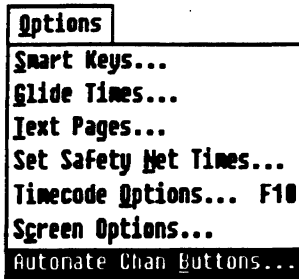 Options
Smart Keys...
Glide Times...
Text Pages...
Set Safety Net Times...
Timecode Options... F10
Screen Options...
Automate Chan Buttons...